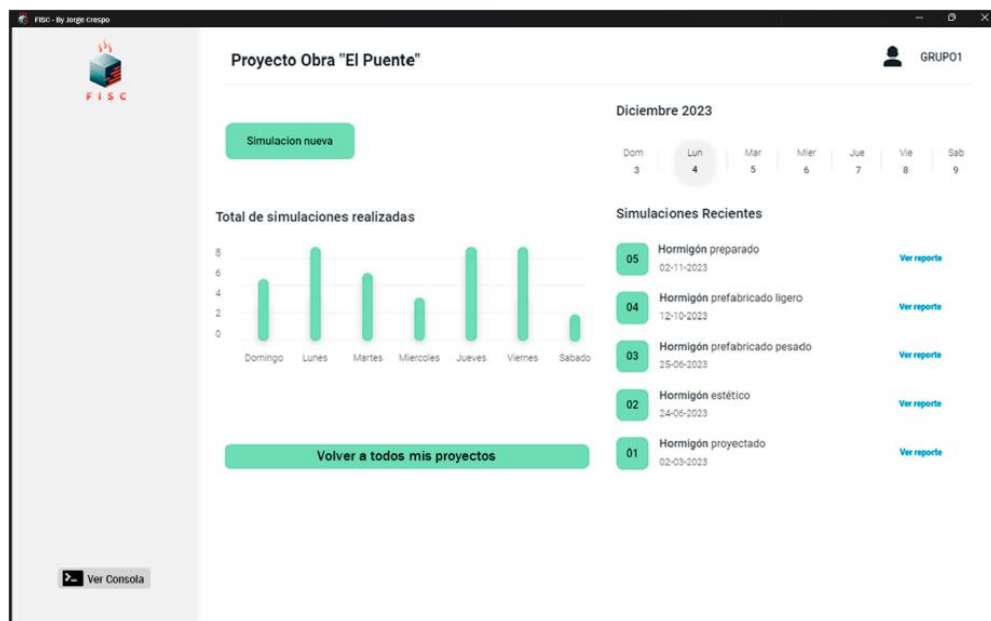 FISC - By Jorge Crespo
FISC
Proyecto Obra "El Puente"
GRUPO1
Simulacion nueva
Diciembre 2023
Dom Lun Mar Mier Jue Vie Sab
3 4 5 6 7 8 9
Total de simulaciones realizadas
8
6
4
2
0
Domingo Lunes Martes Miercoles Jueves Viernes Sabado
Volver a todos mis proyectos
Simulaciones Recientes
05 Hormigón preparado Ver reporte
02-11-2023
04 Hormigón prefabricado ligero Ver reporte
12-10-2023
03 Hormigón prefabricado pesado Ver reporte
25-06-2023
02 Hormigón estético Ver reporte
24-06-2023
01 Hormigón proyectado Ver reporte
02-03-2023
Ver Consola